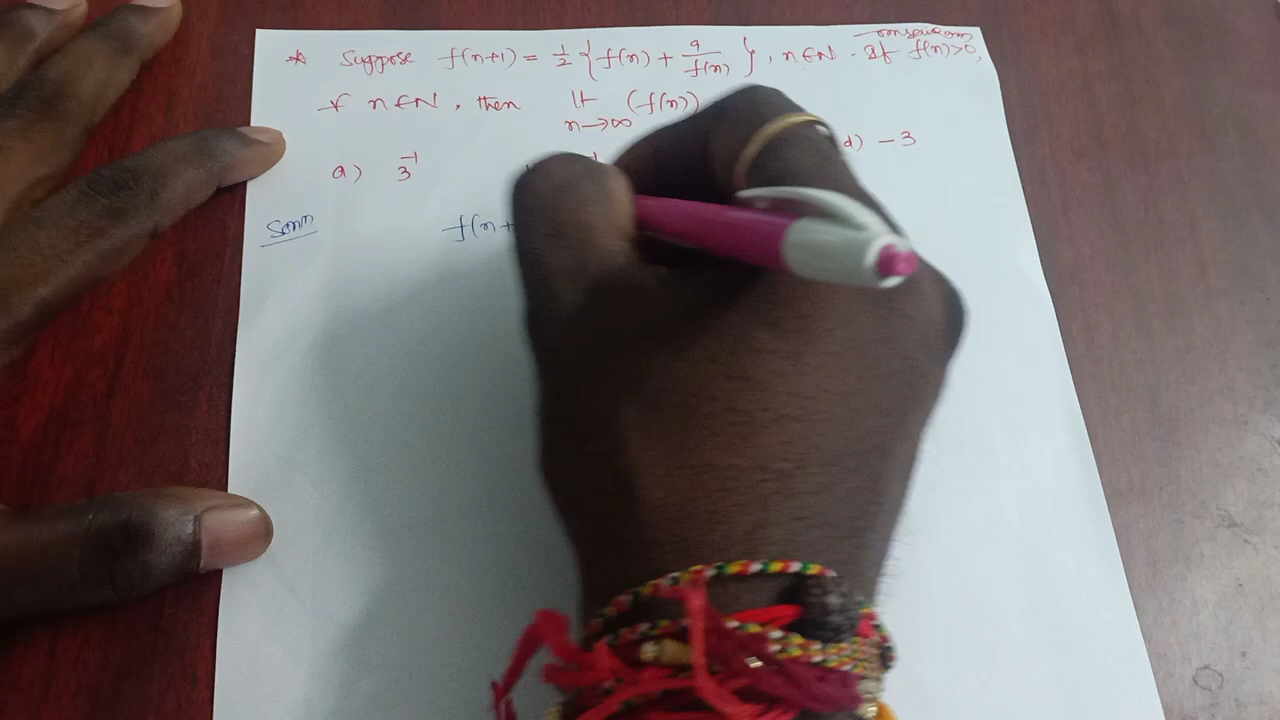 * Suppose f(n+1) = 1/2 { f(n) + 9/f(n) }, n∈N. If f(n)>0,
∀ n∈N, then lt n→∞ (f(n))
a) 3^-1 d) -3
Soln f(n+